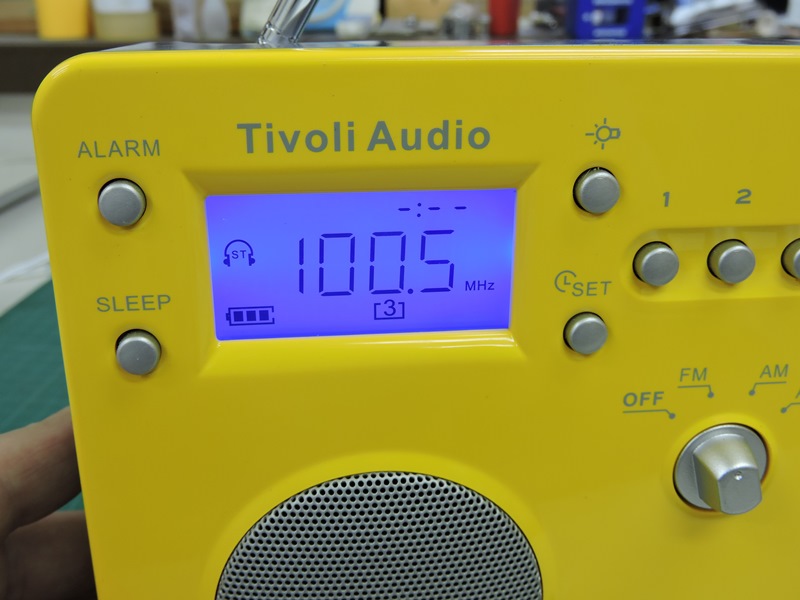 Tivoli Audio
ALARM
1 2
-:--
ST
100.5 MHz
SET
SLEEP
[3]
FM AM
OFF